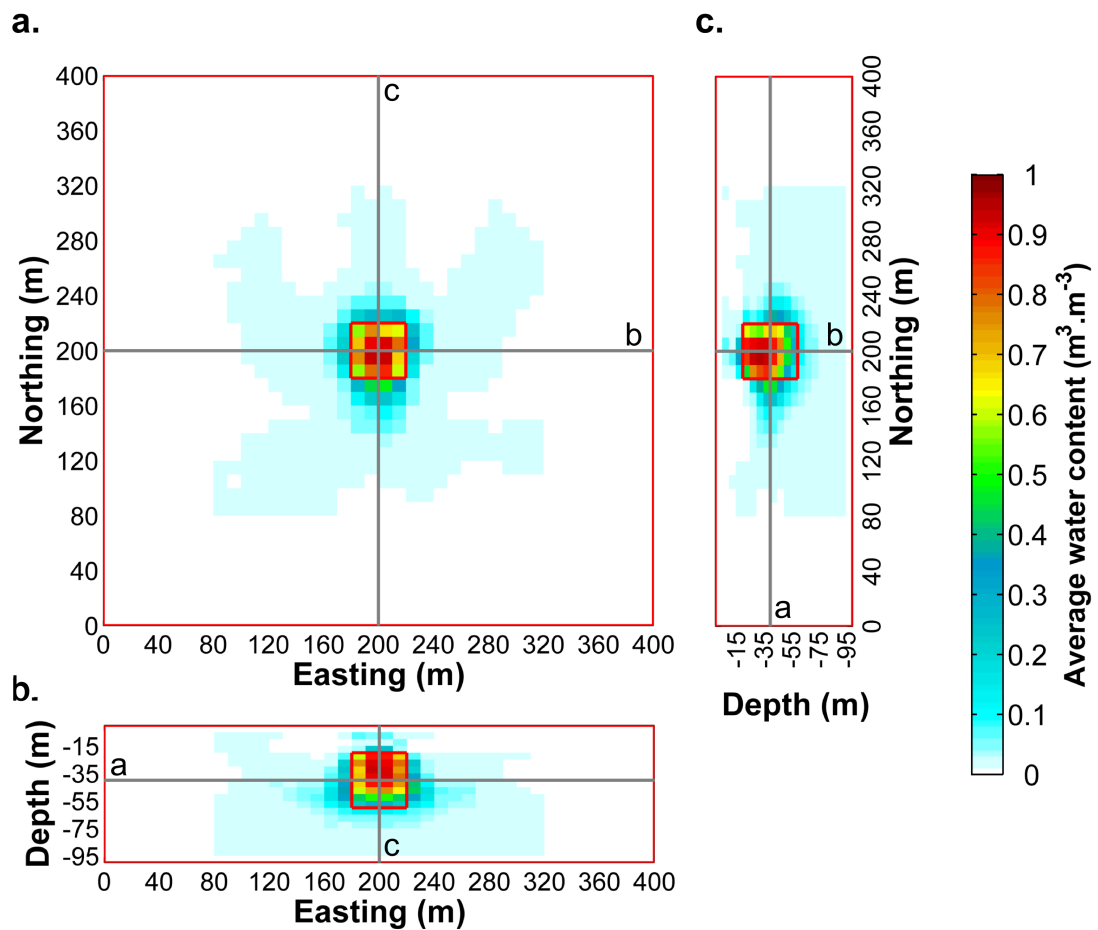 a.
c.
400
360
320
280
240
200
160
120
80
40
0
Northing (m)
c
b
0 40 80 120 160 200 240 280 320 360 400
Easting (m)
400
360
320
280
240
200
160
120
80
40
0
Northing (m)
b
a
-15 -35 -55 -75 -95
Depth (m)
1
0.9
0.8
0.7
0.6
0.5
0.4
0.3
0.2
0.1
0
Average water content (m³.m⁻³)
b.
-15
-35
-55
-75
-95
Depth (m)
a
c
0 40 80 120 160 200 240 280 320 360 400
Easting (m)